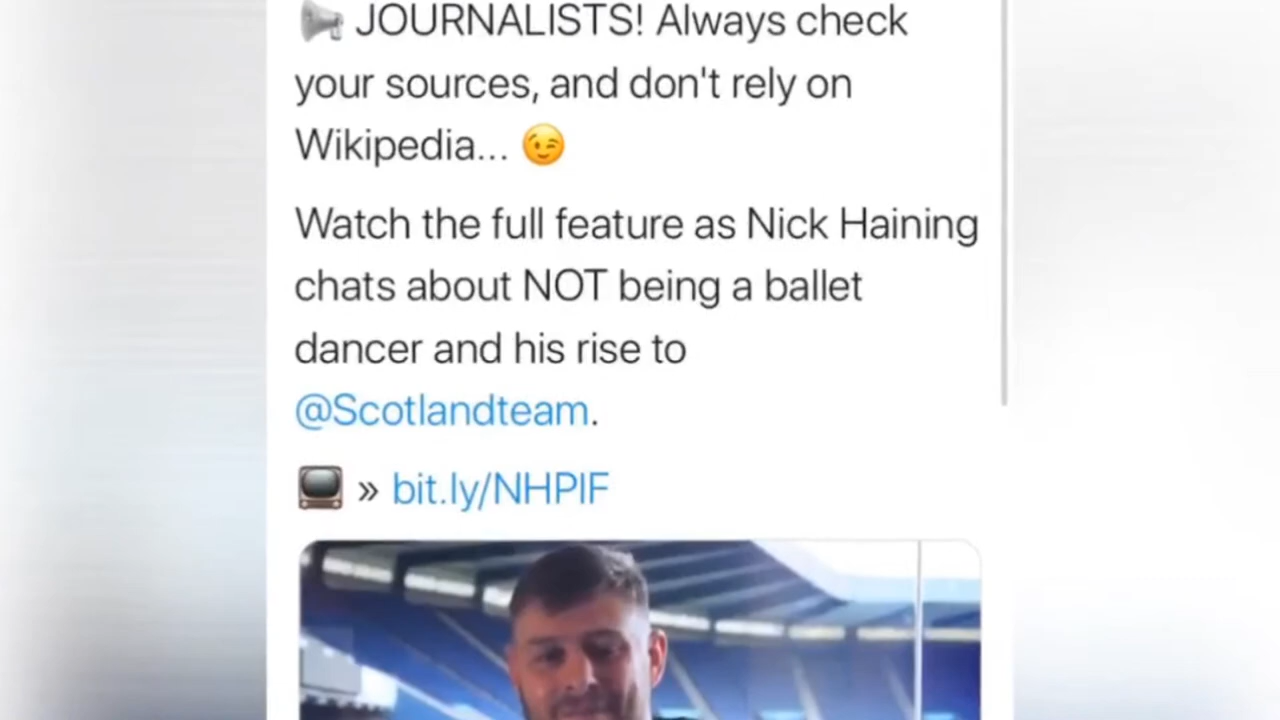 📢 JOURNALISTS! Always check
your sources, and don't rely on
Wikipedia... 😉
Watch the full feature as Nick Haining
chats about NOT being a ballet
dancer and his rise to
@Scotlandteam.
📺 » bit.ly/NHPIF